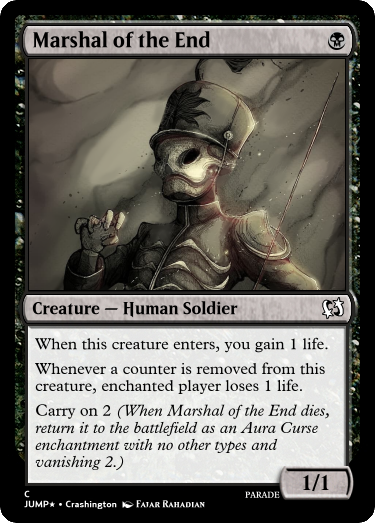 Marshal of the End
Creature — Human Soldier
When this creature enters, you gain 1 life.
Whenever a counter is removed from this
creature, enchanted player loses 1 life.
Carry on 2 (When Marshal of the End dies,
return it to the battlefield as an Aura Curse
enchantment with no other types and
vanishing 2.)
1/1
C
PARADE
JUMP★ • Crashington Fajar Rahadian